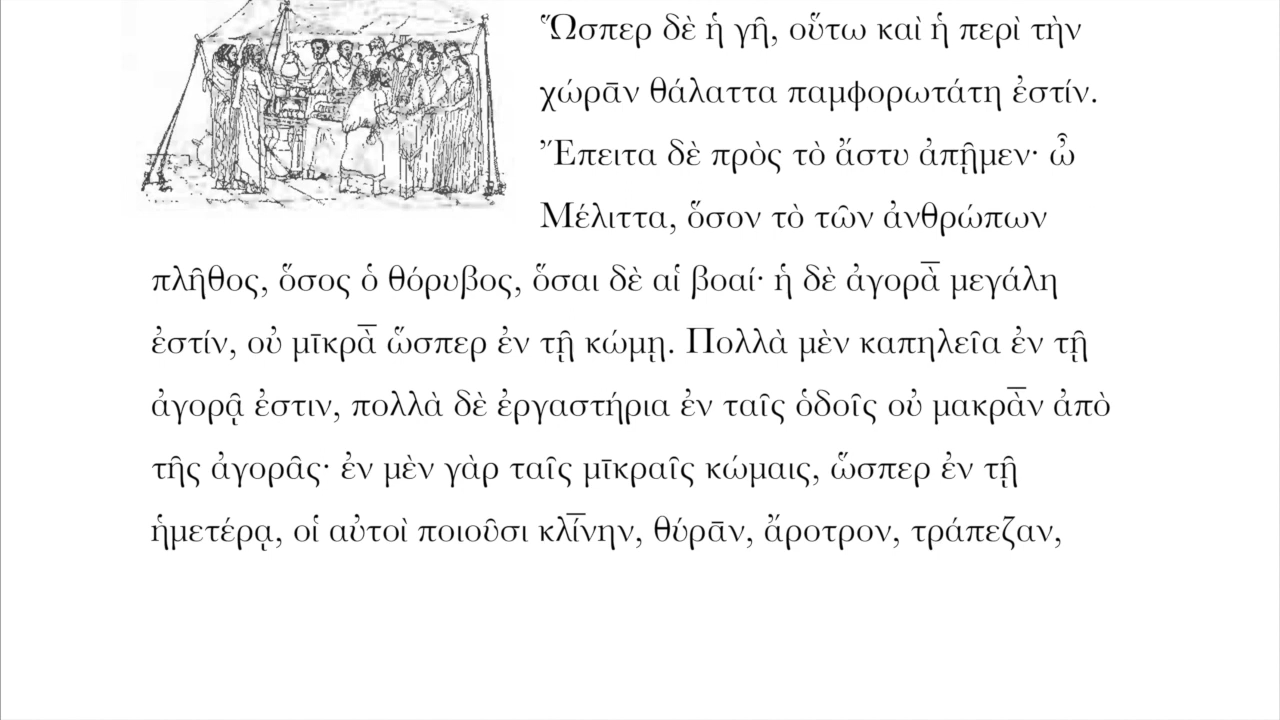 Ὥσπερ δὲ ἡ γῆ, οὕτω καὶ ἡ περὶ τὴν
χώρᾱν θάλαττα παμφορωτάτη ἐστίν.
Ἔπειτα δὲ πρὸς τὸ ἄστυ ἀπῇμεν· ὦ
Μέλιττα, ὅσον τὸ τῶν ἀνθρώπων
πλῆθος, ὅσος ὁ θόρυβος, ὅσαι δὲ αἱ βοαί· ἡ δὲ ἀγορᾱ̀ μεγάλη
ἐστίν, οὐ μῑκρᾱ̀ ὥσπερ ἐν τῇ κώμῃ. Πολλὰ μὲν καπηλεῖα ἐν τῇ
ἀγορᾷ ἐστιν, πολλὰ δὲ ἐργαστήρια ἐν ταῖς ὁδοῖς οὐ μακρᾱ̀ν ἀπὸ
τῆς ἀγορᾶς· ἐν μὲν γὰρ ταῖς μῑκραῖς κώμαις, ὥσπερ ἐν τῇ
ἡμετέρᾳ, οἱ αὐτοὶ ποιοῦσι κλῑ́νην, θύρᾱν, ἄροτρον, τράπεζαν,